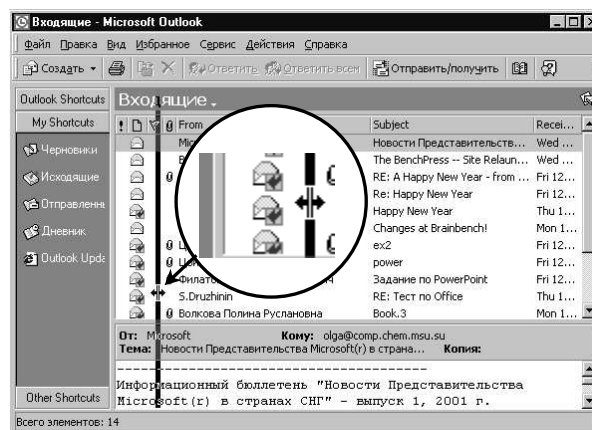 Входящие - Microsoft Outlook
Файл Правка Вид Избранное Сервис Действия Справка
Создать Ответить Ответить всем Отправить/получить
Outlook Shortcuts
My Shortcuts
Черновики
Исходящие
Дневник
Other Shortcuts
Входящие
From Subject Recei...
Новости Представительств... Wed ...
The BenchPress -- Site Relaun... Wed ...
RE: A Happy New Year - from ... Fri 12...
Re: Happy New Year Fri 12...
Happy New Year Thu 1...
Changes at Brainbench! Mon 1...
ex2 Fri 12...
power Fri 12...
Задание по PowerPoint Fri 12...
S.Druzhinin RE: Тест по Office Thu 1...
Волкова Полина Руслановна Book.3 Mon 1...
От: Microsoft Кому: olga@comp.chem.msu.su
Тема: Новости Представительства Microsoft(r) в страна... Копия:
Информационный бюллетень "Новости Представительства
Microsoft(r) в странах СНГ" - выпуск 1, 2001 г.
Всего элементов: 14